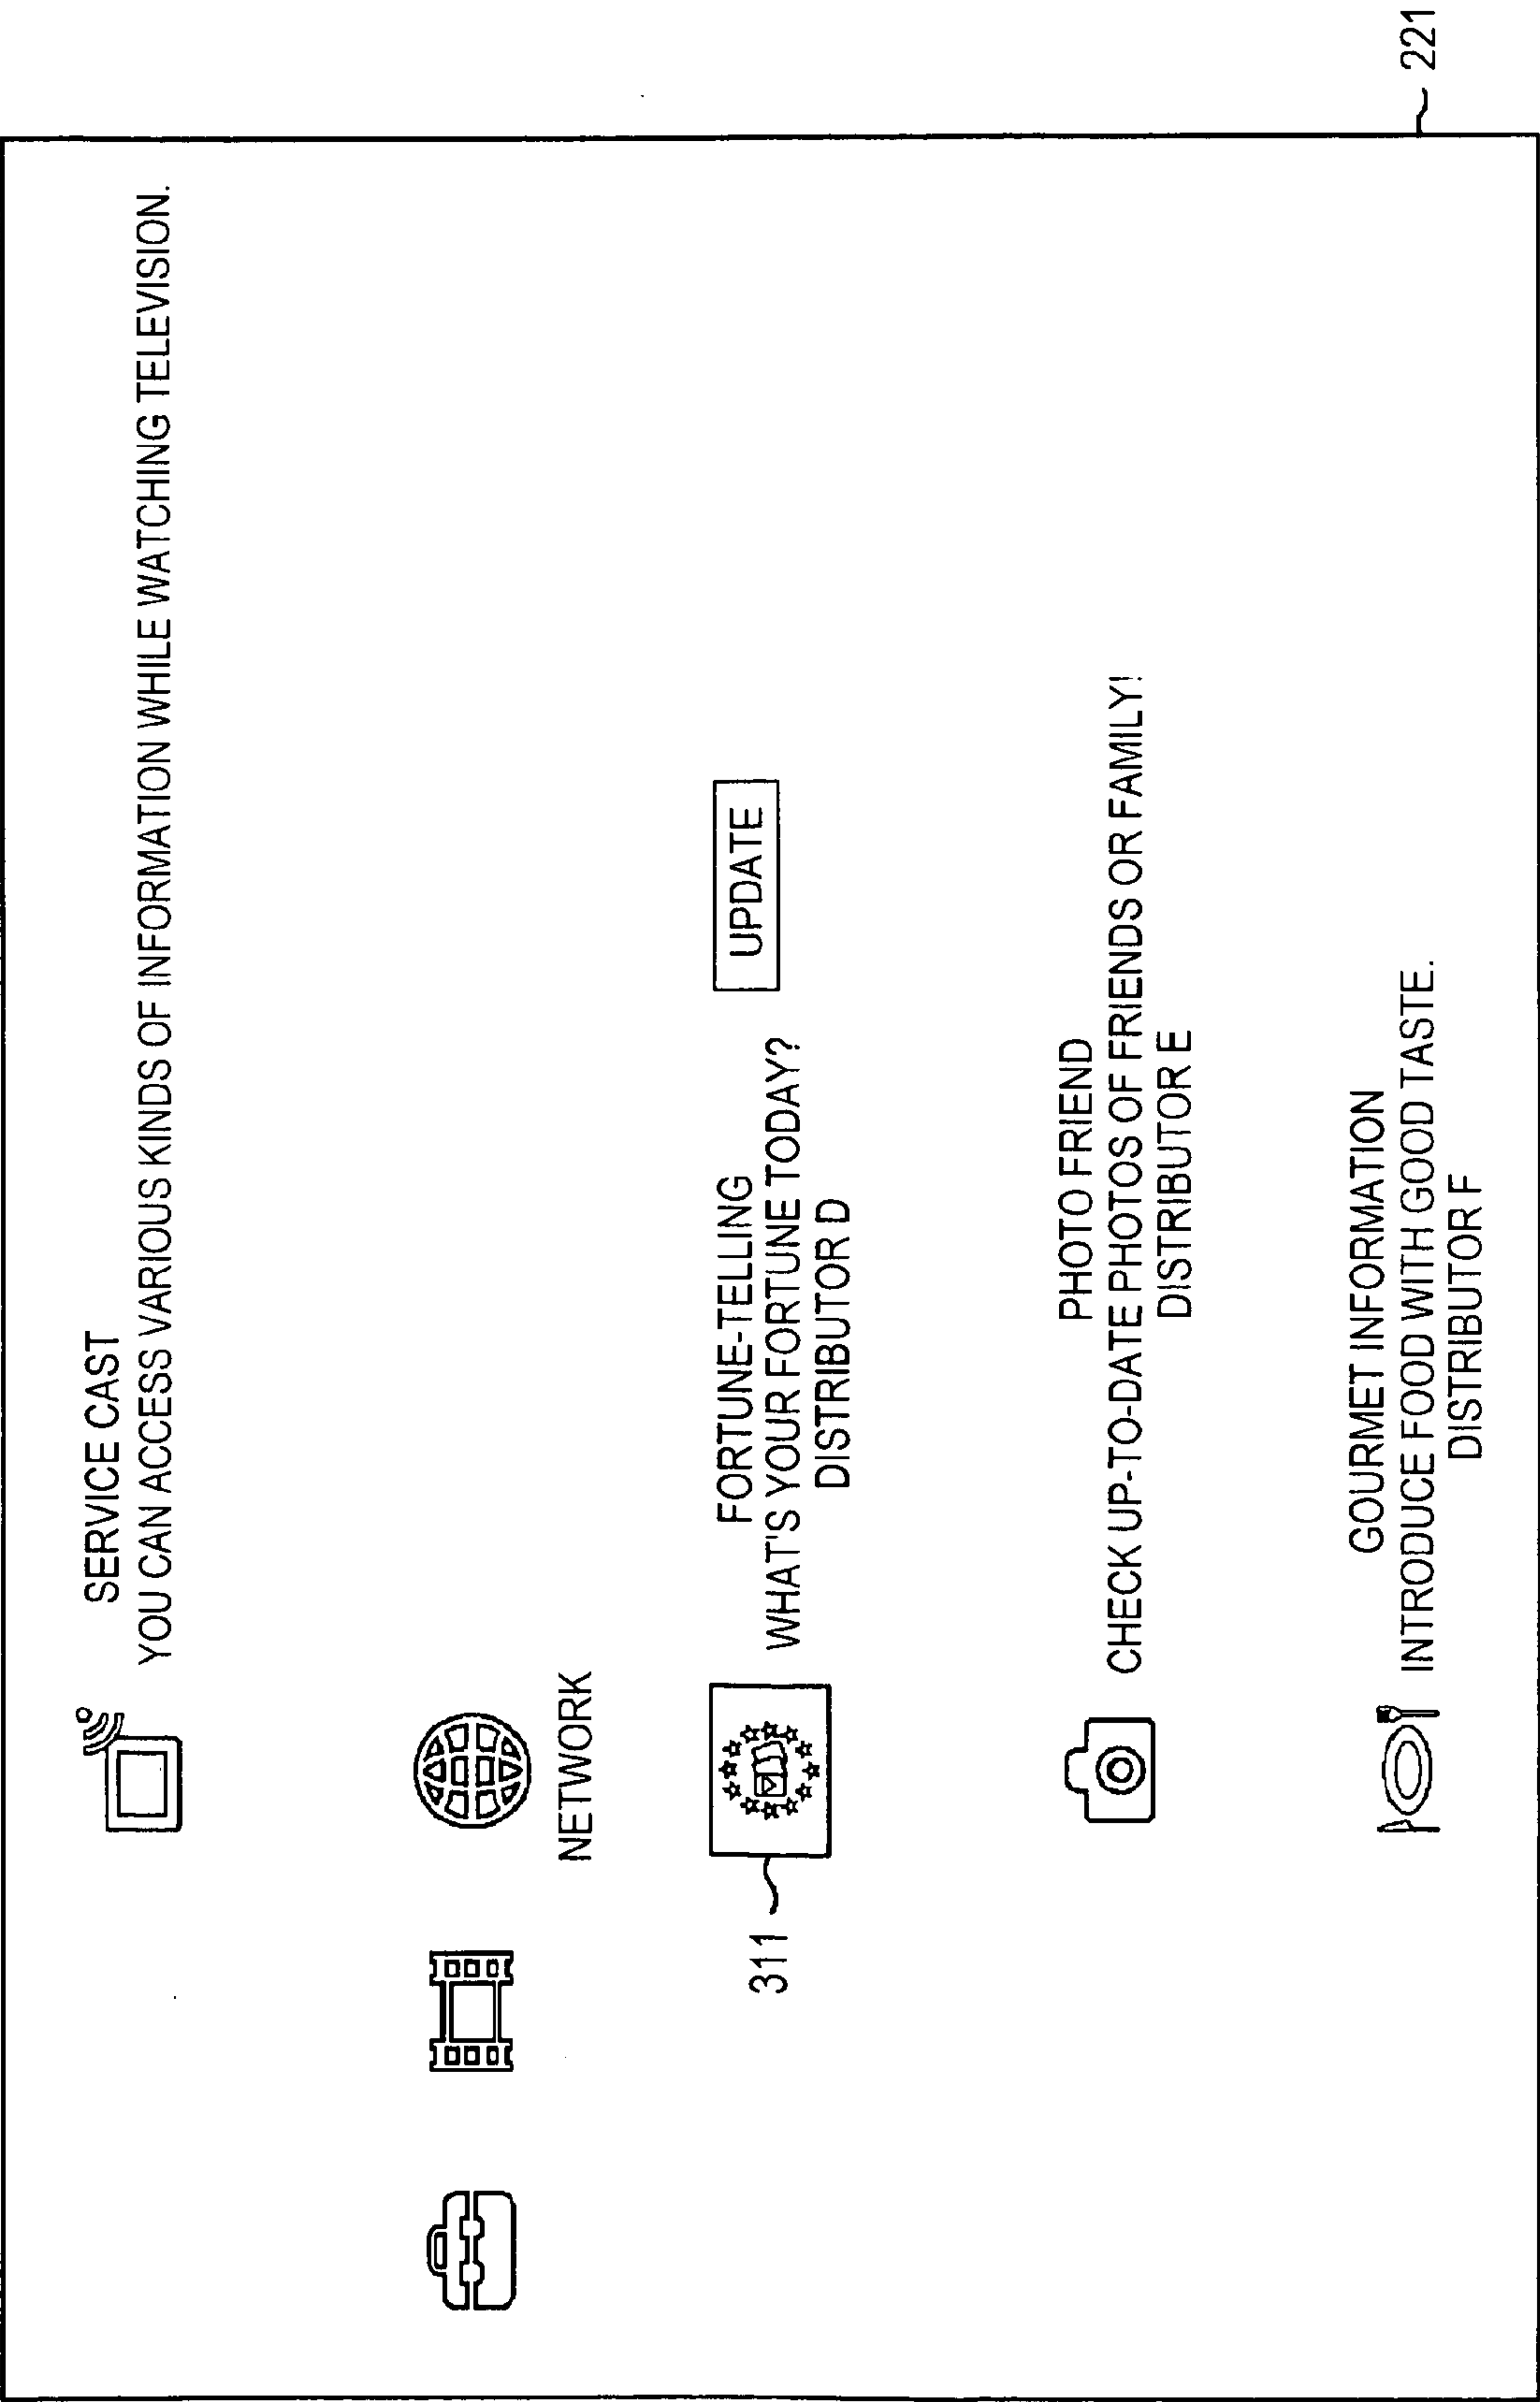 SERVICE CAST
YOU CAN ACCESS VARIOUS KINDS OF INFORMATION WHILE WATCHING TELEVISION.
NETWORK
311
FORTUNE-TELLING
WHAT'S YOUR FORTUNE TODAY?
DISTRIBUTOR D
UPDATE
PHOTO FRIEND
CHECK UP-TO-DATE PHOTOS OF FRIENDS OR FAMILY!
DISTRIBUTOR E
GOURMET INFORMATION
INTRODUCE FOOD WITH GOOD TASTE.
DISTRIBUTOR F
221